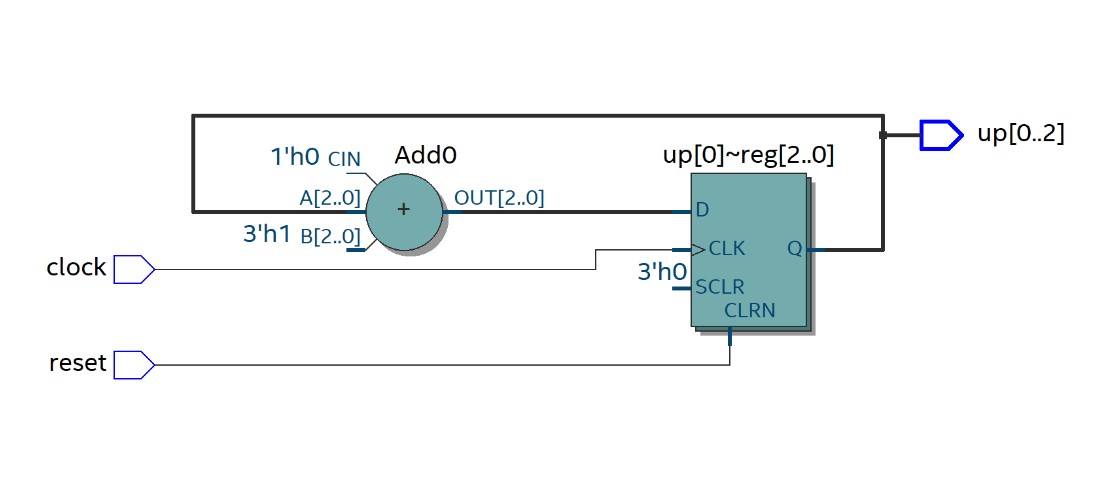 1'h0 CIN
Add0
up[0]~reg[2..0]
up[0..2]
A[2..0]
OUT[2..0]
+
D
3'h1 B[2..0]
CLK
Q
clock
3'h0
SCLR
CLRN
reset